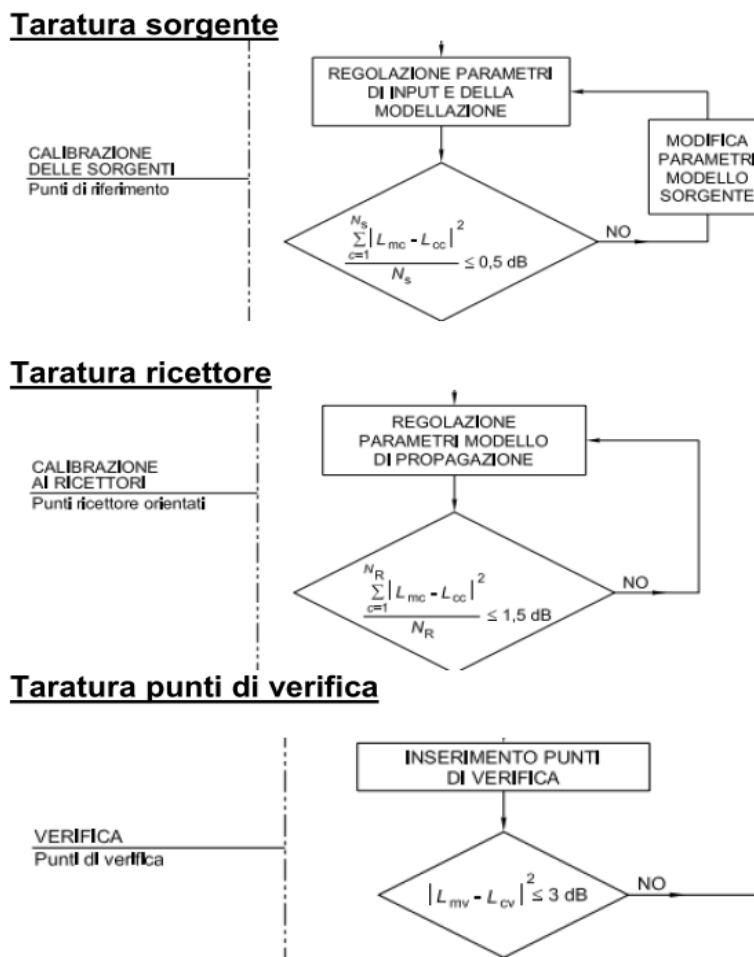 Taratura sorgente
REGOLAZIONE PARAMETRI
DI INPUT E DELLA
MODELLAZIONE
CALIBRAZIONE
DELLE SORGENTI
Punti di riferimento
MODIFICA
PARAMETRI
MODELLO
SORGENTE
NO
N_s
∑|L_mc - L_cc|²
c=1
N_s
≤ 0,5 dB
Taratura ricettore
REGOLAZIONE
PARAMETRI MODELLO
DI PROPAGAZIONE
CALIBRAZIONE
AI RICETTORI
Punti ricettore orientati
NO
N_R
∑|L_mc - L_cc|²
c=1
N_R
≤ 1,5 dB
Taratura punti di verifica
INSERIMENTO PUNTI
DI VERIFICA
VERIFICA
Punti di verifica
|L_mv - L_cv|² ≤ 3 dB
NO